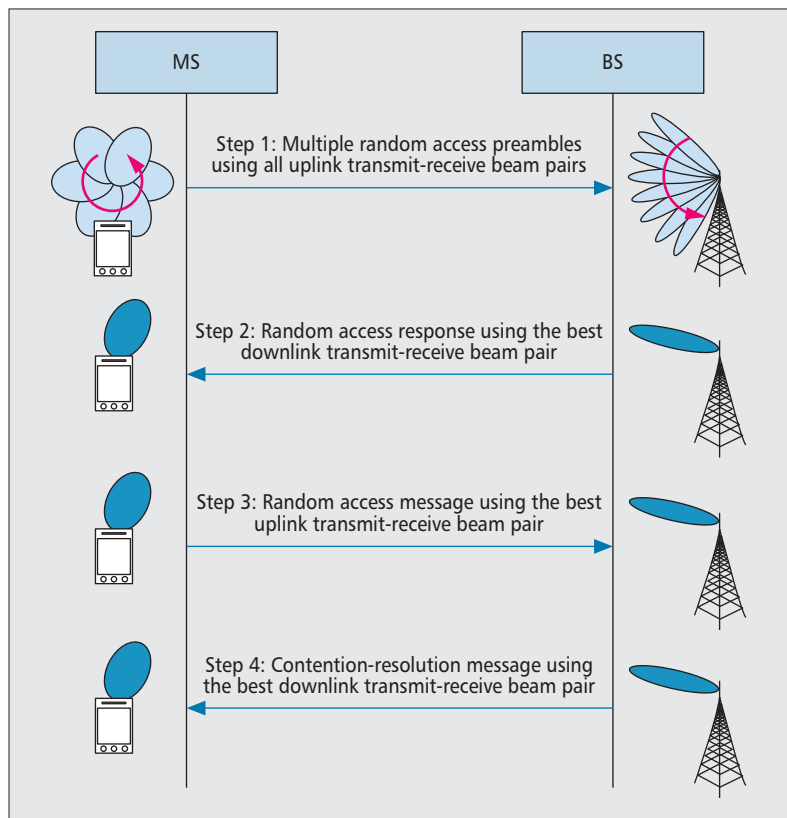 MS
BS
Step 1: Multiple random access preambles
using all uplink transmit-receive beam pairs
Step 2: Random access response using the best
downlink transmit-receive beam pair
Step 3: Random access message using the best
uplink transmit-receive beam pair
Step 4: Contention-resolution message using
the best downlink transmit-receive beam pair